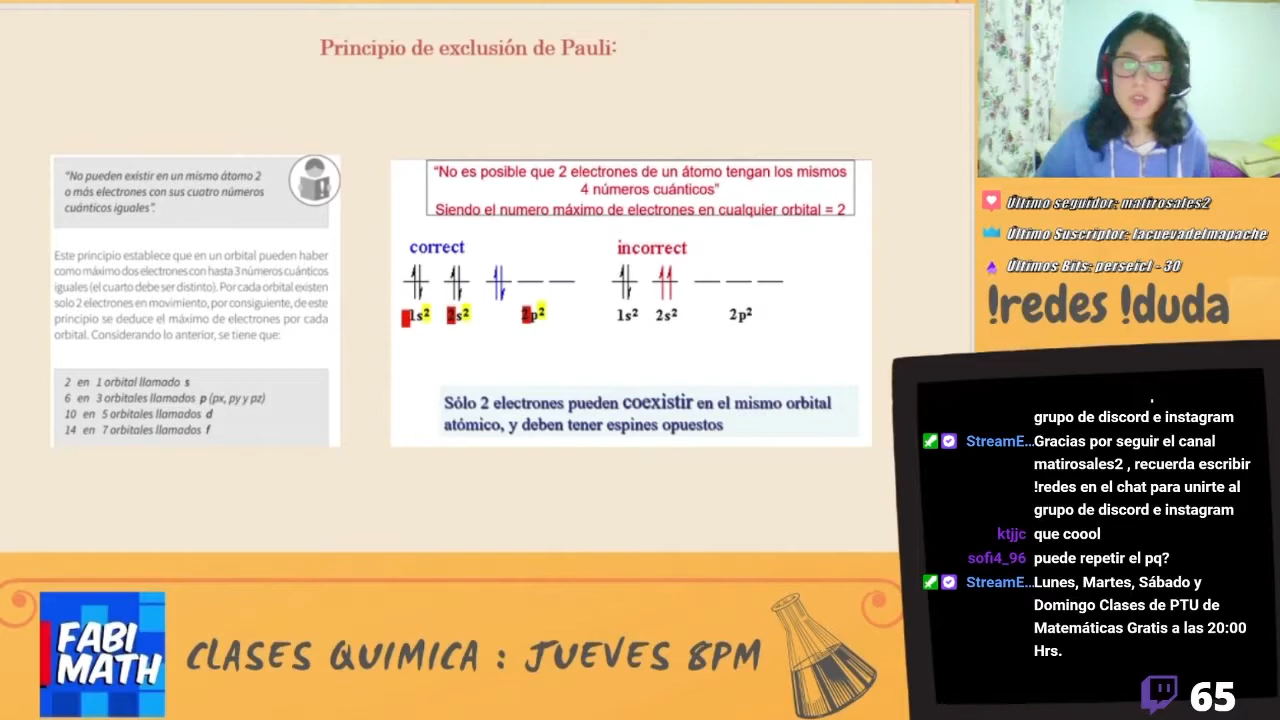 Principio de exclusión de Pauli:
"No pueden existir en un mismo átomo 2
o más electrones con sus cuatro números
cuánticos iguales".
Este principio establece que en un orbital pueden haber
como máximo dos electrones con hasta 3 números cuánticos
iguales (el cuarto debe ser distinto). Por cada orbital existen
solo 2 electrones en movimiento, por consiguiente, de este
principio se deduce el máximo de electrones por cada
orbital. Considerando lo anterior, se tiene que:
2 en 1 orbital llamado s
6 en 3 orbitales llamados p (px, py y pz)
10 en 5 orbitales llamados d
14 en 7 orbitales llamados f
"No es posible que 2 electrones de un átomo tengan los mismos
4 números cuánticos"
Siendo el numero máximo de electrones en cualquier orbital = 2
correct
incorrect
1s² 2s² 2p²
1s² 2s² 2p²
Sólo 2 electrones pueden coexistir en el mismo orbital
atómico, y deben tener espines opuestos
Último seguidor: matirosales2
Último Suscriptor: lacuevadelmapache
Últimos Bits: perseicl - 30
!redes !duda
grupo de discord e instagram
StreamE... Gracias por seguir el canal
matirosales2 , recuerda escribir
!redes en el chat para unirte al
grupo de discord e instagram
ktjjc que coool
sofi4_96 puede repetir el pq?
StreamE... Lunes, Martes, Sábado y
Domingo Clases de PTU de
Matemáticas Gratis a las 20:00
Hrs.
65
FABI
MATH
CLASES QUIMICA : JUEVES 8PM